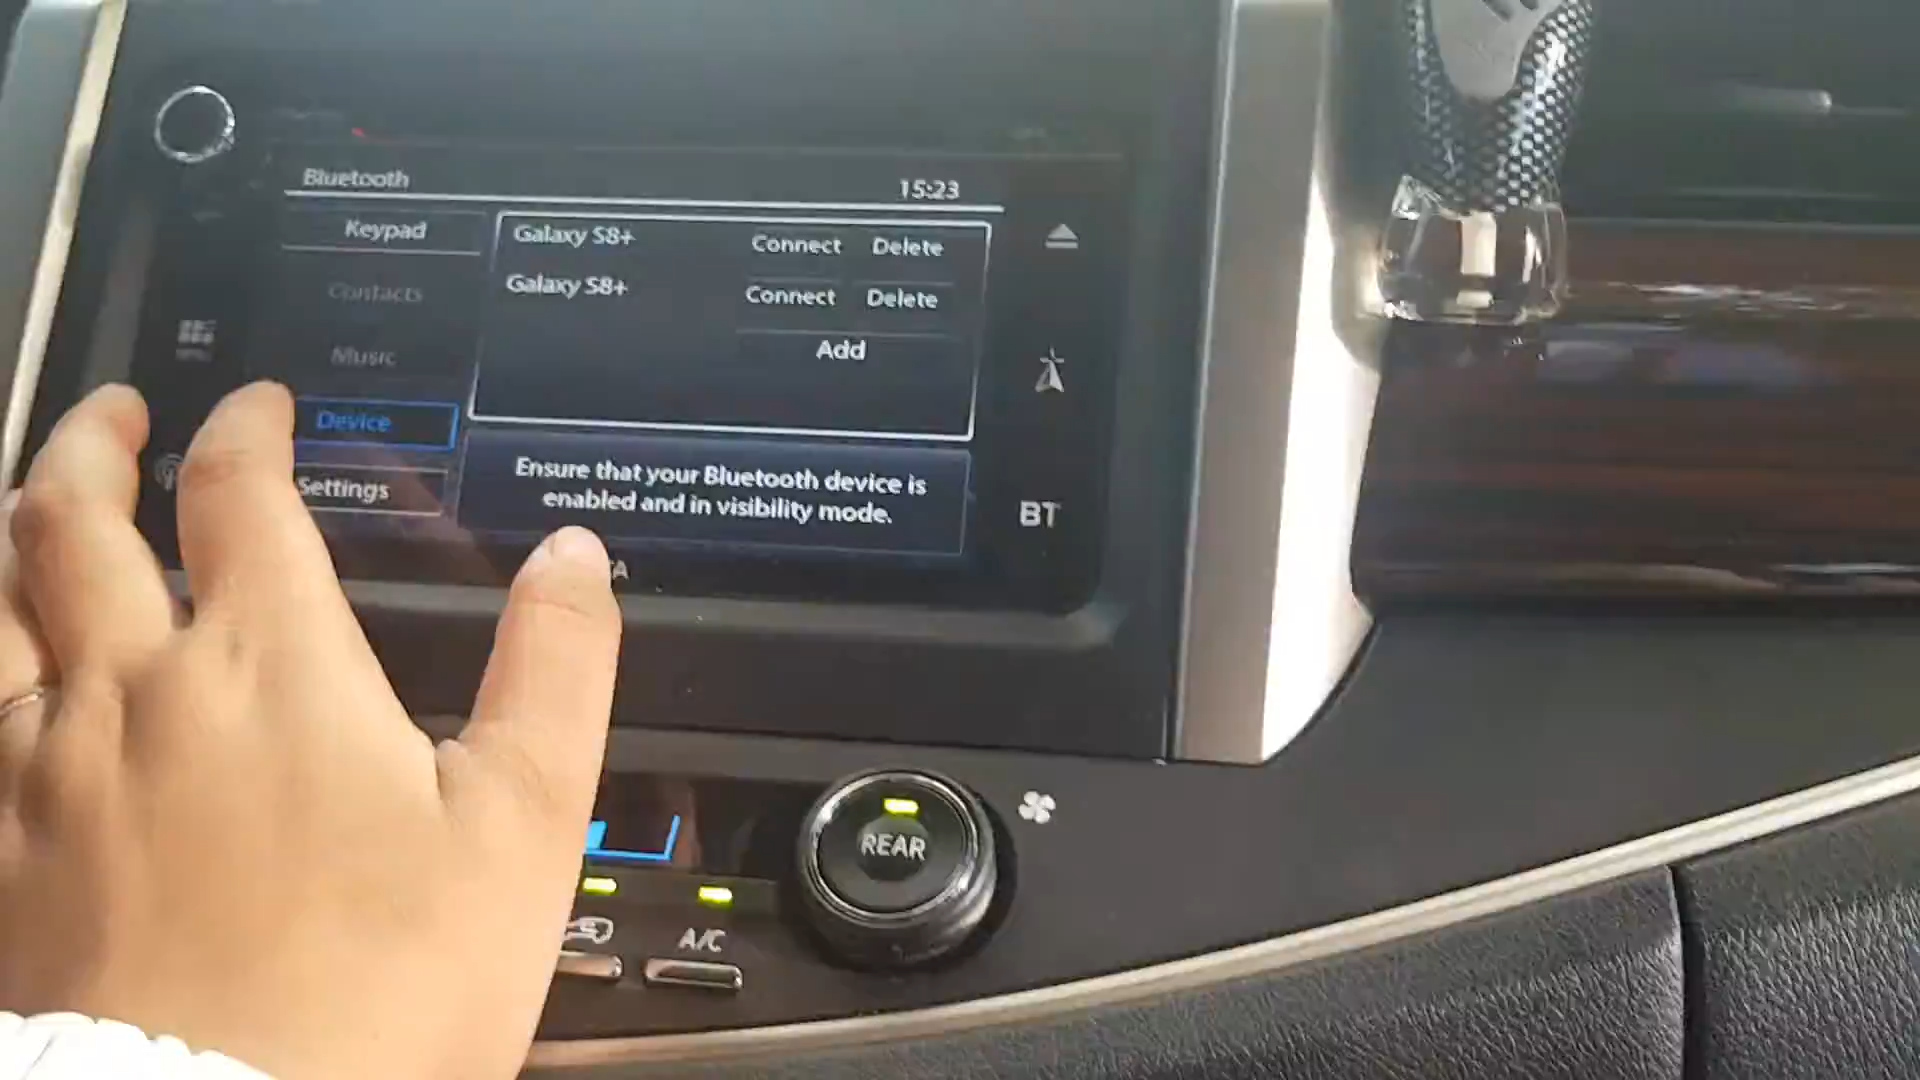 Bluetooth
15:23
Keypad
Galaxy S8+
Connect
Delete
Contacts
Galaxy S8+
Connect
Delete
Music
Add
Device
Settings
Ensure that your Bluetooth device is
enabled and in visibility mode.
BT
REAR
A/C